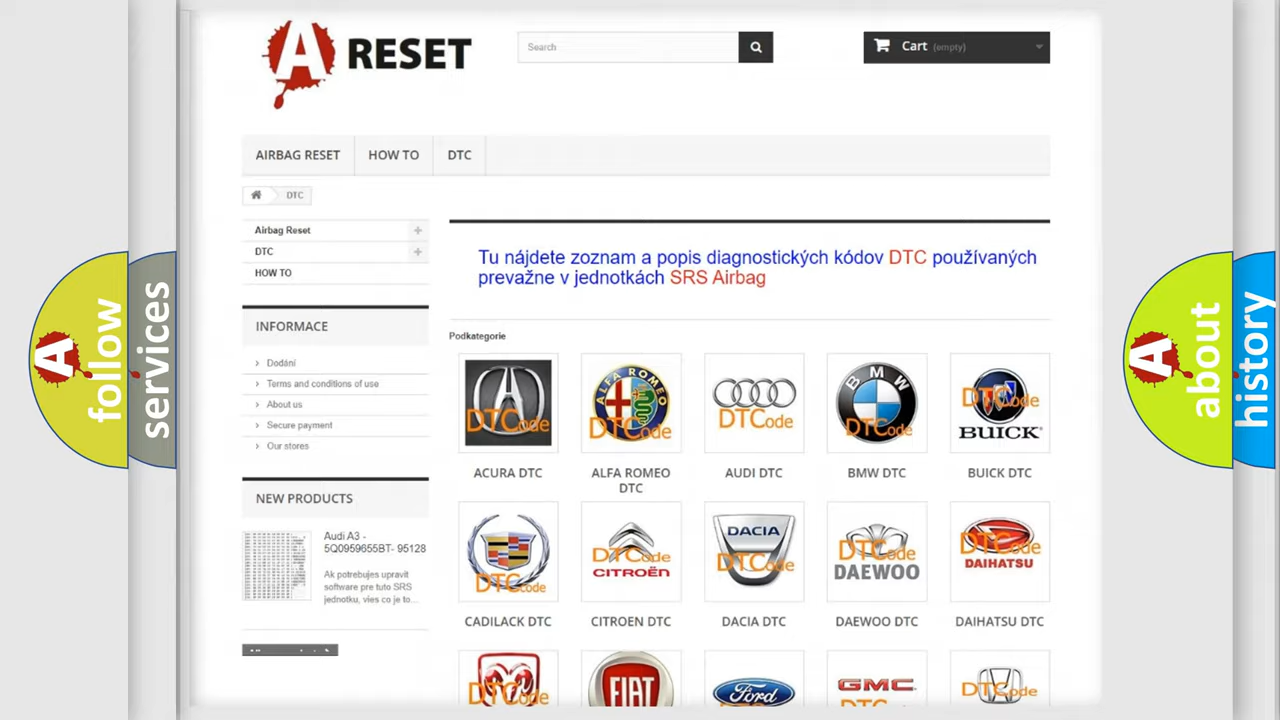 A RESET
Search
Cart (empty)
AIRBAG RESET
HOW TO
DTC
DTC
Airbag Reset
DTC
HOW TO
INFORMACE
Dodání
Terms and conditions of use
About us
Secure payment
Our stores
NEW PRODUCTS
Audi A3 -
5Q0959655BT- 95128
Ak potrebujes upravit
software pre tuto SRS
jednotku, vies co je to...
Tu nájdete zoznam a popis diagnostických kódov DTC používaných
prevažne v jednotkách SRS Airbag
Podkategorie
DTCode
ALFA ROMEO
DTCode
DTCode
BMW
DTCode
DTCode
BUICK
ACURA DTC
ALFA ROMEO
DTC
AUDI DTC
BMW DTC
BUICK DTC
DTCode
DTCode
CITROËN
DACIA
DTCode
DTCode
DAEWOO
DTCode
DAIHATSU
CADILACK DTC
CITROEN DTC
DACIA DTC
DAEWOO DTC
DAIHATSU DTC
DTCode
FIAT
Ford
GMC
DTCode
A follow
services
A about
history